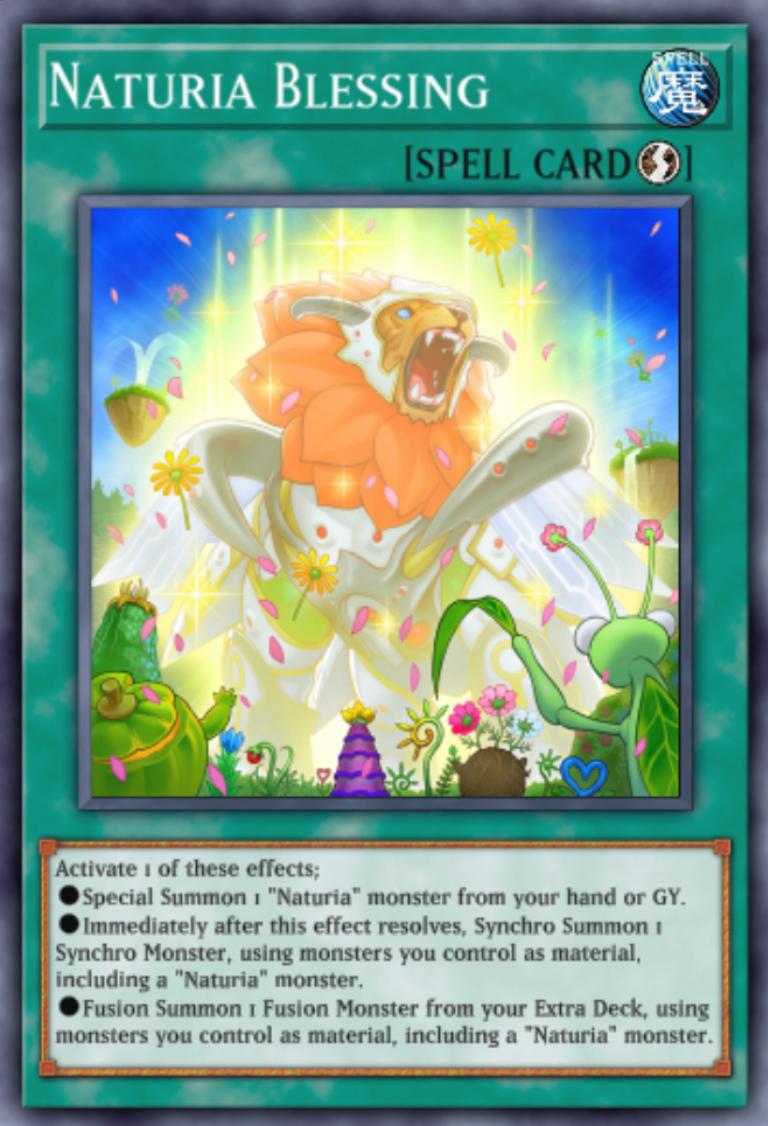 NATURIA BLESSING
SPELL
魔
[SPELL CARD]
Activate 1 of these effects;
●Special Summon 1 "Naturia" monster from your hand or GY.
●Immediately after this effect resolves, Synchro Summon 1
Synchro Monster, using monsters you control as material,
including a "Naturia" monster.
●Fusion Summon 1 Fusion Monster from your Extra Deck, using
monsters you control as material, including a "Naturia" monster.